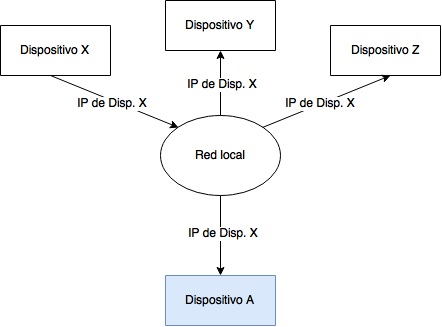 Dispositivo Y
Dispositivo X
Dispositivo Z
IP de Disp. X
IP de Disp. X
IP de Disp. X
Red local
IP de Disp. X
Dispositivo A